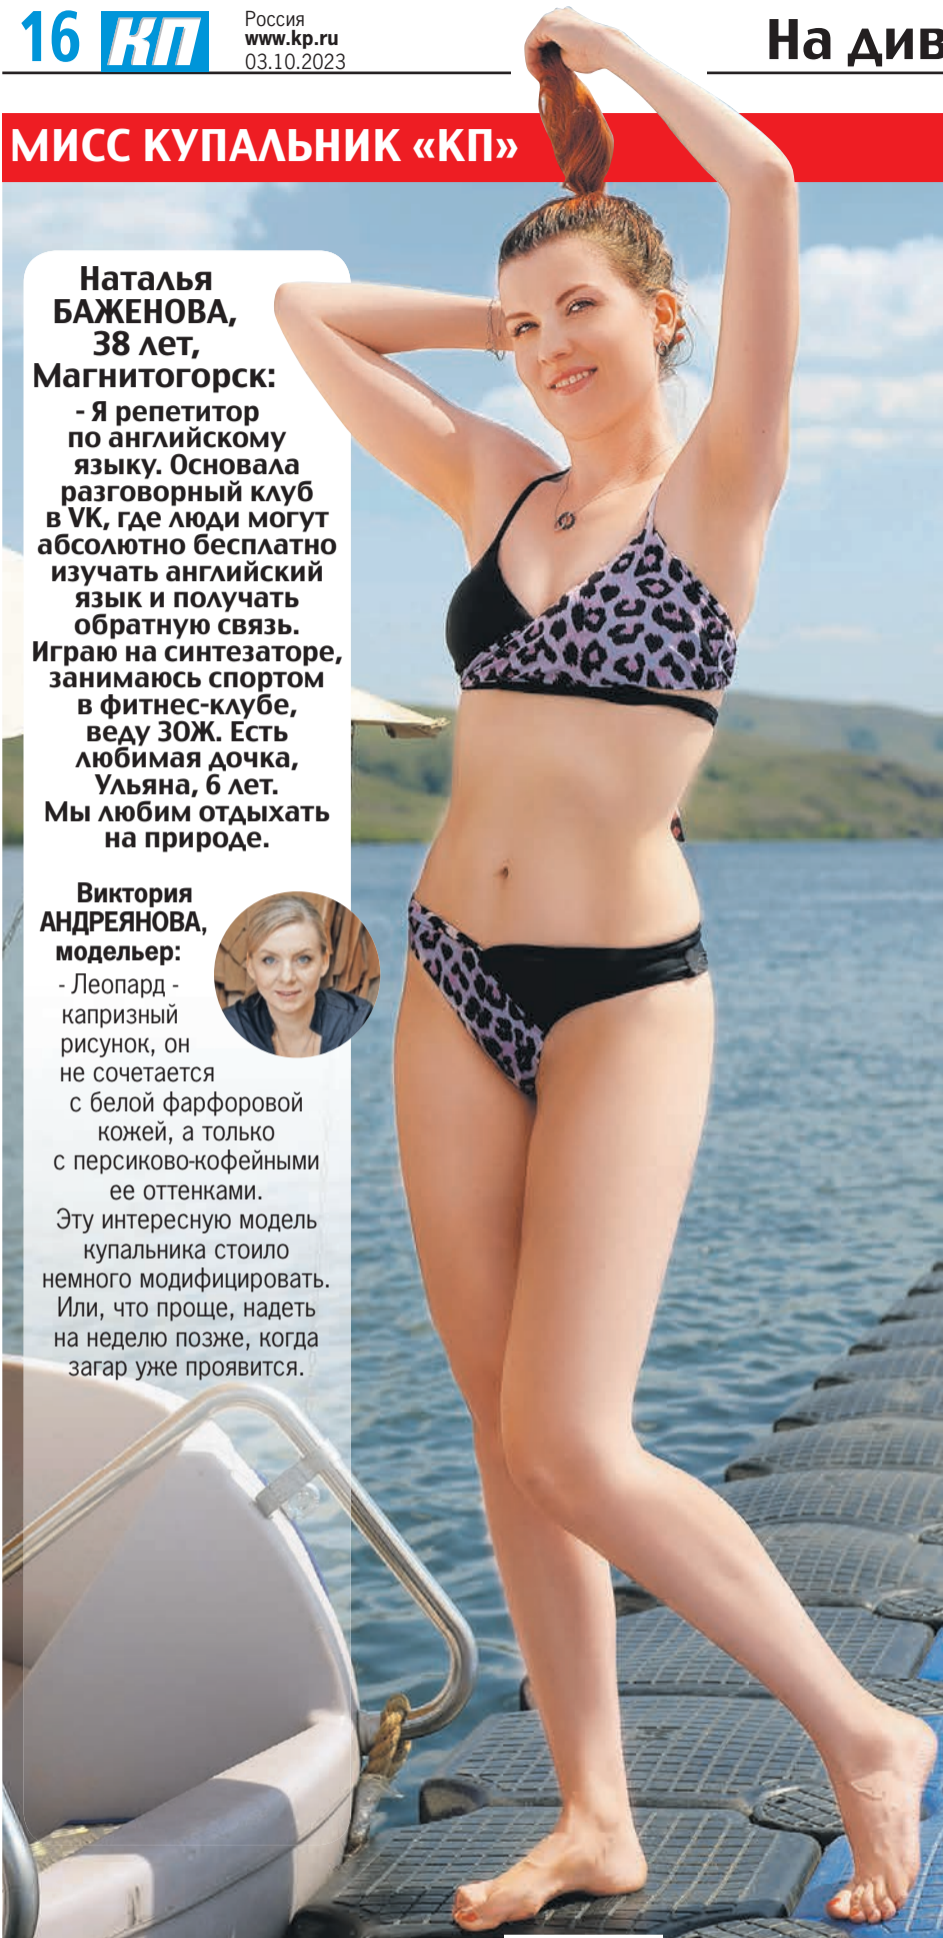 16 КП
Россия
www.kp.ru
03.10.2023
На див
МИСС КУПАЛЬНИК «КП»
Наталья
БАЖЕНОВА,
38 лет,
Магнитогорск:
- Я репетитор
по английскому
языку. Основала
разговорный клуб
в VK, где люди могут
абсолютно бесплатно
изучать английский
язык и получать
обратную связь.
Играю на синтезаторе,
занимаюсь спортом
в фитнес-клубе,
веду ЗОЖ. Есть
любимая дочка,
Ульяна, 6 лет.
Мы любим отдыхать
на природе.
Виктория
АНДРЕЯНОВА,
модельер:
- Леопард -
капризный
рисунок, он
не сочетается
с белой фарфоровой
кожей, а только
с персиково-кофейными
ее оттенками.
Эту интересную модель
купальника стоило
немного модифицировать.
Или, что проще, надеть
на неделю позже, когда
загар уже проявится.